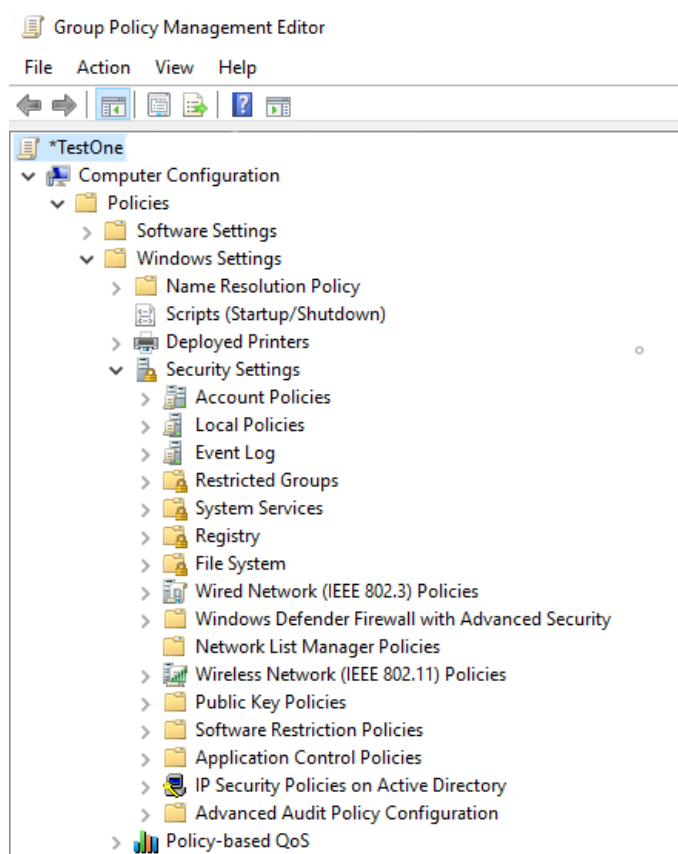 Group Policy Management Editor
File Action View Help
*TestOne
Computer Configuration
Policies
Software Settings
Windows Settings
Name Resolution Policy
Scripts (Startup/Shutdown)
Deployed Printers
Security Settings
Account Policies
Local Policies
Event Log
Restricted Groups
System Services
Registry
File System
Wired Network (IEEE 802.3) Policies
Windows Defender Firewall with Advanced Security
Network List Manager Policies
Wireless Network (IEEE 802.11) Policies
Public Key Policies
Software Restriction Policies
Application Control Policies
IP Security Policies on Active Directory
Advanced Audit Policy Configuration
Policy-based QoS